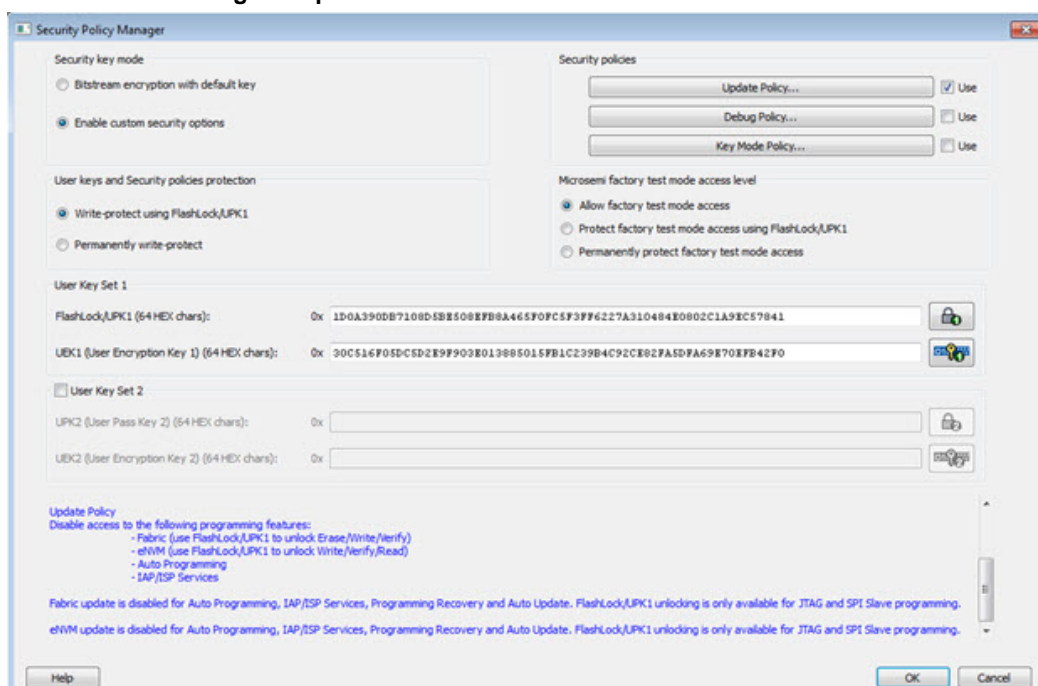 Security Policy Manager
Security key mode
Bitstream encryption with default key
Enable custom security options
Security policies
Update Policy... Use
Debug Policy... Use
Key Mode Policy... Use
User keys and Security policies protection
Write-protect using FlashLock/UPK1
Permanently write-protect
Microsemi factory test mode access level
Allow factory test mode access
Protect factory test mode access using FlashLock/UPK1
Permanently protect factory test mode access
User Key Set 1
FlashLock/UPK1 (64 HEX chars): 0x 1D0A390DB7108D5BE508EFB8A465F0FC5F3FF6227A310484E0802C1A9EC57841
UEK1 (User Encryption Key 1) (64 HEX chars): 0x 30C516F05DC5D2E9F903E013885015FB1C239B4C92CE82FA5DFA69E70EFB42F0
User Key Set 2
UPK2 (User Pass Key 2) (64 HEX chars): 0x
UEK2 (User Encryption Key 2) (64 HEX chars): 0x
Update Policy
Disable access to the following programming features:
- Fabric (use FlashLock/UPK1 to unlock Erase/Write/Verify)
- eNVM (use FlashLock/UPK1 to unlock Write/Verify/Read)
- Auto Programming
- IAP/ISP Services
Fabric update is disabled for Auto Programming, IAP/ISP Services, Programming Recovery and Auto Update. FlashLock/UPK1 unlocking is only available for JTAG and SPI Slave programming.
eNVM update is disabled for Auto Programming, IAP/ISP Services, Programming Recovery and Auto Update. FlashLock/UPK1 unlocking is only available for JTAG and SPI Slave programming.
Help OK Cancel